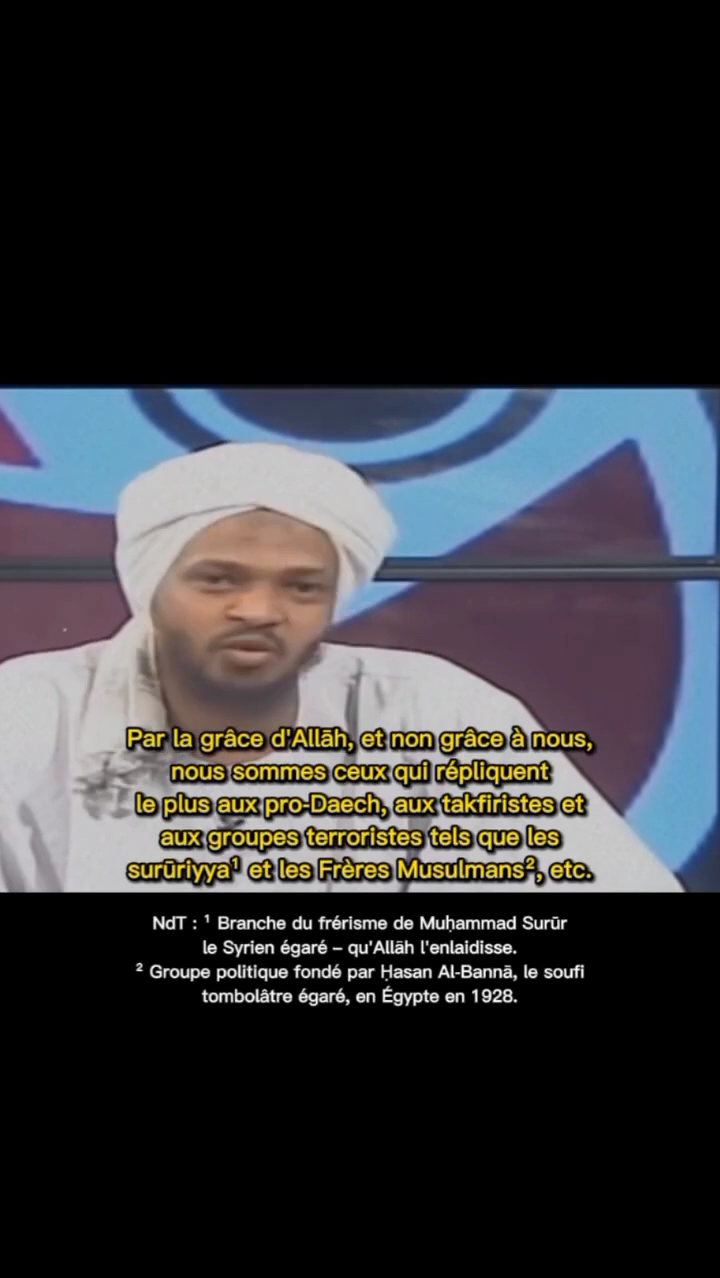 Par la grâce d'Allāh, et non grâce à nous,
nous sommes ceux qui répliquent
le plus aux pro-Daech, aux takfiristes et
aux groupes terroristes tels que les
surūriyya¹ et les Frères Musulmans², etc.
NdT : ¹ Branche du frérisme de Muḥammad Surūr
le Syrien égaré – qu'Allāh l'enlaidisse.
² Groupe politique fondé par Ḥasan Al-Bannā, le soufi
tombolâtre égaré, en Égypte en 1928.